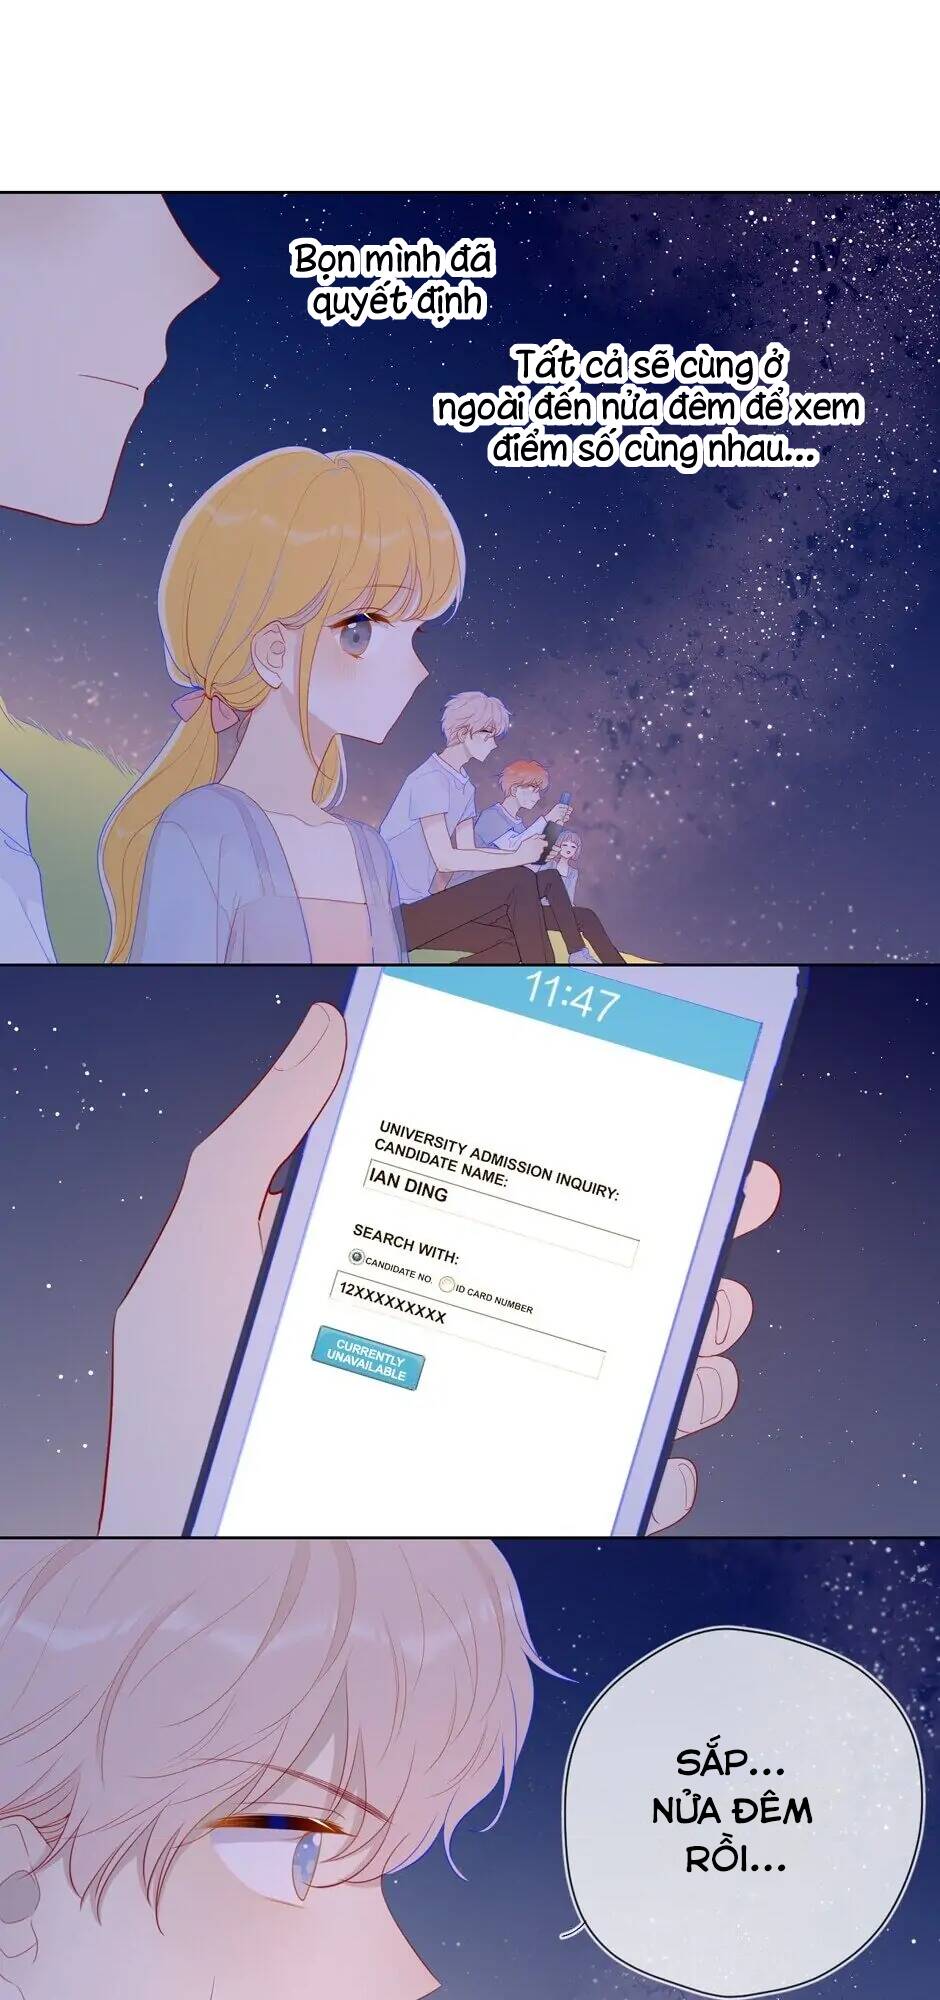 Bọn mình đã
quyết định
Tất cả sẽ cùng ở
ngoài đến nửa đêm để xem
điểm số cùng nhau...
11:47
UNIVERSITY ADMISSION INQUIRY:
CANDIDATE NAME:
IAN DING
SEARCH WITH:
CANDIDATE NO. ID CARD NUMBER
12XXXXXXXXX
CURRENTLY
UNAVAILABLE
SẮP...
NỬA ĐÊM
RỒI...